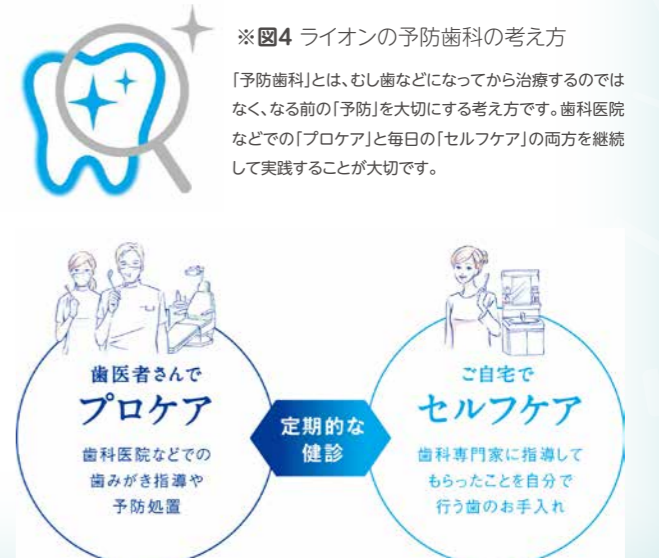 ※図4 ライオンの予防歯科の考え方
「予防歯科」とは、むし歯などになってから治療するのでは
なく、なる前の「予防」を大切にする考え方です。歯科医院
などでの「プロケア」と毎日の「セルフケア」の両方を継続
して実践することが大切です。
歯医者さんで
プロケア
歯科医院などでの
歯みがき指導や
予防処置
定期的な
健診
ご自宅で
セルフケア
歯科専門家に指導して
もらったことを自分で
行う歯のお手入れ